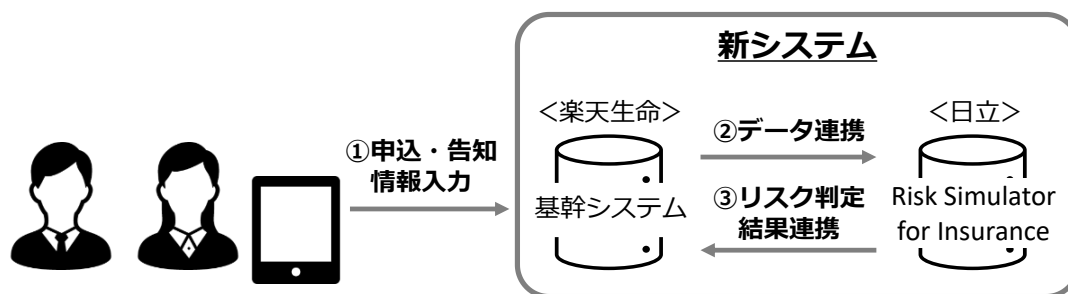 新システム
①申込・告知
情報入力
＜楽天生命＞
基幹システム
②データ連携
③リスク判定
結果連携
＜日立＞
Risk Simulator
for Insurance